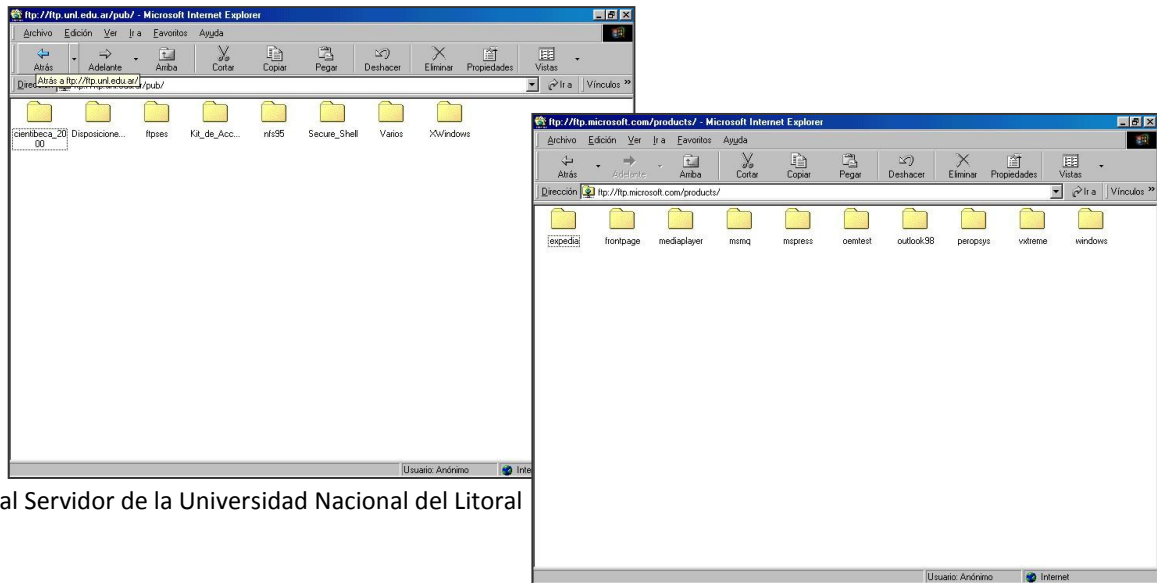 ftp://ftp.unl.edu.ar/pub/ - Microsoft Internet Explorer
Archivo Edición Ver Ir a Favoritos Ayuda
Atrás Adelante Arriba Cortar Copiar Pegar Deshacer Eliminar Propiedades Vistas
Atrás a ftp://ftp.unl.edu.ar/
/pub/ Ir a Vínculos »
cientibeca_20 Disposicione... ftpses Kit_de_Acc... nfs95 Secure_Shell Varios XWindows
00
Usuario: Anónimo Inte
al Servidor de la Universidad Nacional del Litoral
ftp://ftp.microsoft.com/products/ - Microsoft Internet Explorer
Archivo Edición Ver Ir a Favoritos Ayuda
Atrás Adelante Arriba Cortar Copiar Pegar Deshacer Eliminar Propiedades Vistas
Dirección ftp://ftp.microsoft.com/products/ Ir a Vínculos »
expedia frontpage mediaplayer msmq mspress oemtest outlook98 peropsys vxtreme windows
Usuario: Anónimo Internet